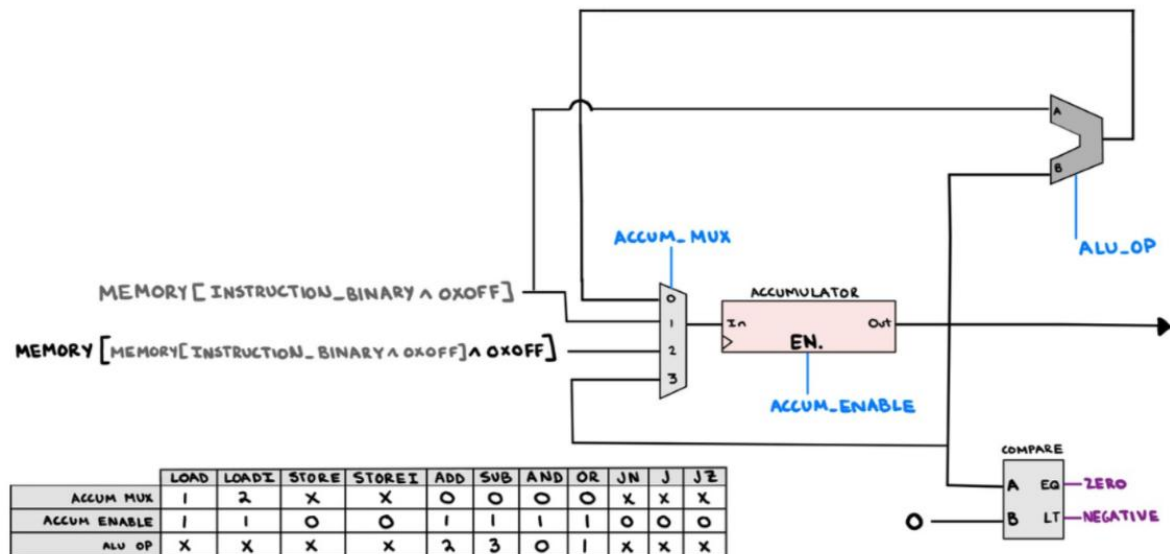 A
B
ALU_OP
ACCUM_MUX
MEMORY[INSTRUCTION_BINARY ∧ 0X0FF]
MEMORY[MEMORY[INSTRUCTION_BINARY ∧ 0X0FF] ∧ 0X0FF]
0
1
2
3
ACCUMULATOR
In Out
EN.
ACCUM_ENABLE
COMPARE
A EQ ZERO
0 B LT NEGATIVE
LOAD LOADI STORE STOREI ADD SUB AND OR JN J JZ
ACCUM MUX 1 2 X X 0 0 0 0 X X X
ACCUM ENABLE 1 1 0 0 1 1 1 1 0 0 0
ALU OP X X X X 2 3 0 1 X X X